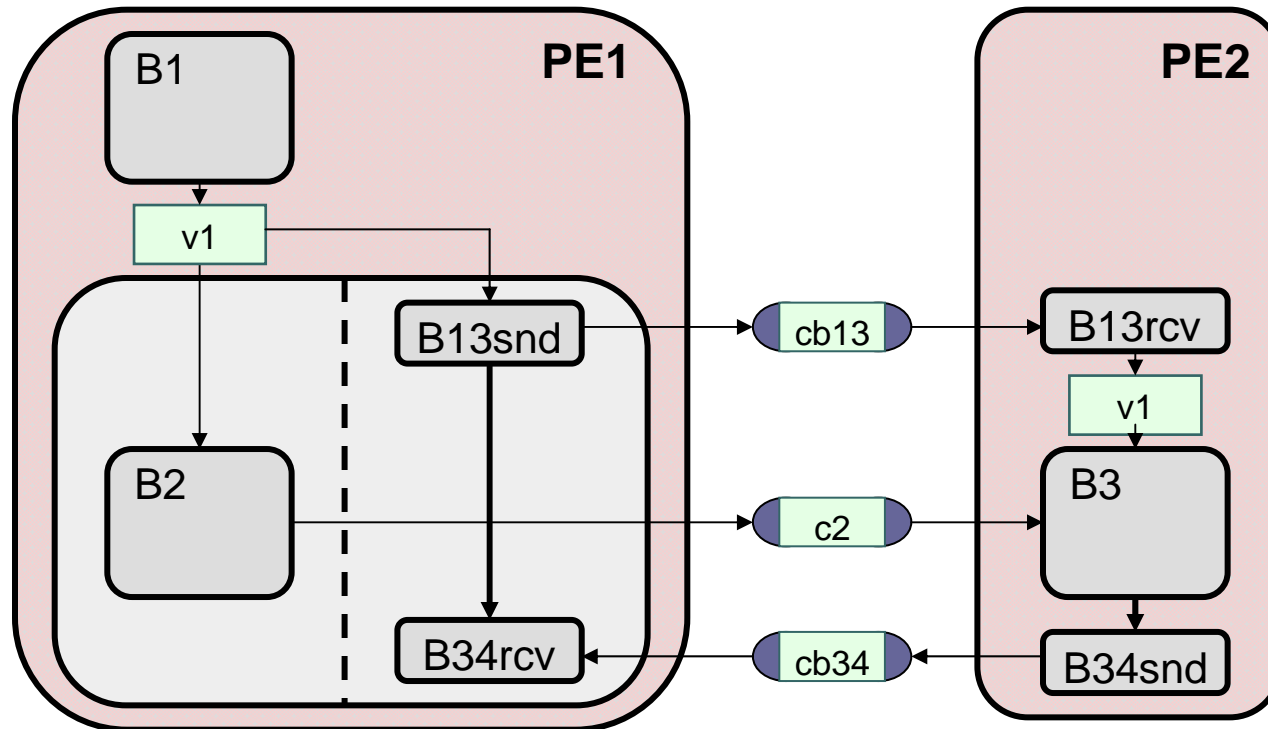 PE1
B1
v1
B13snd
B2
B34rcv
cb13
c2
cb34
PE2
B13rcv
v1
B3
B34snd